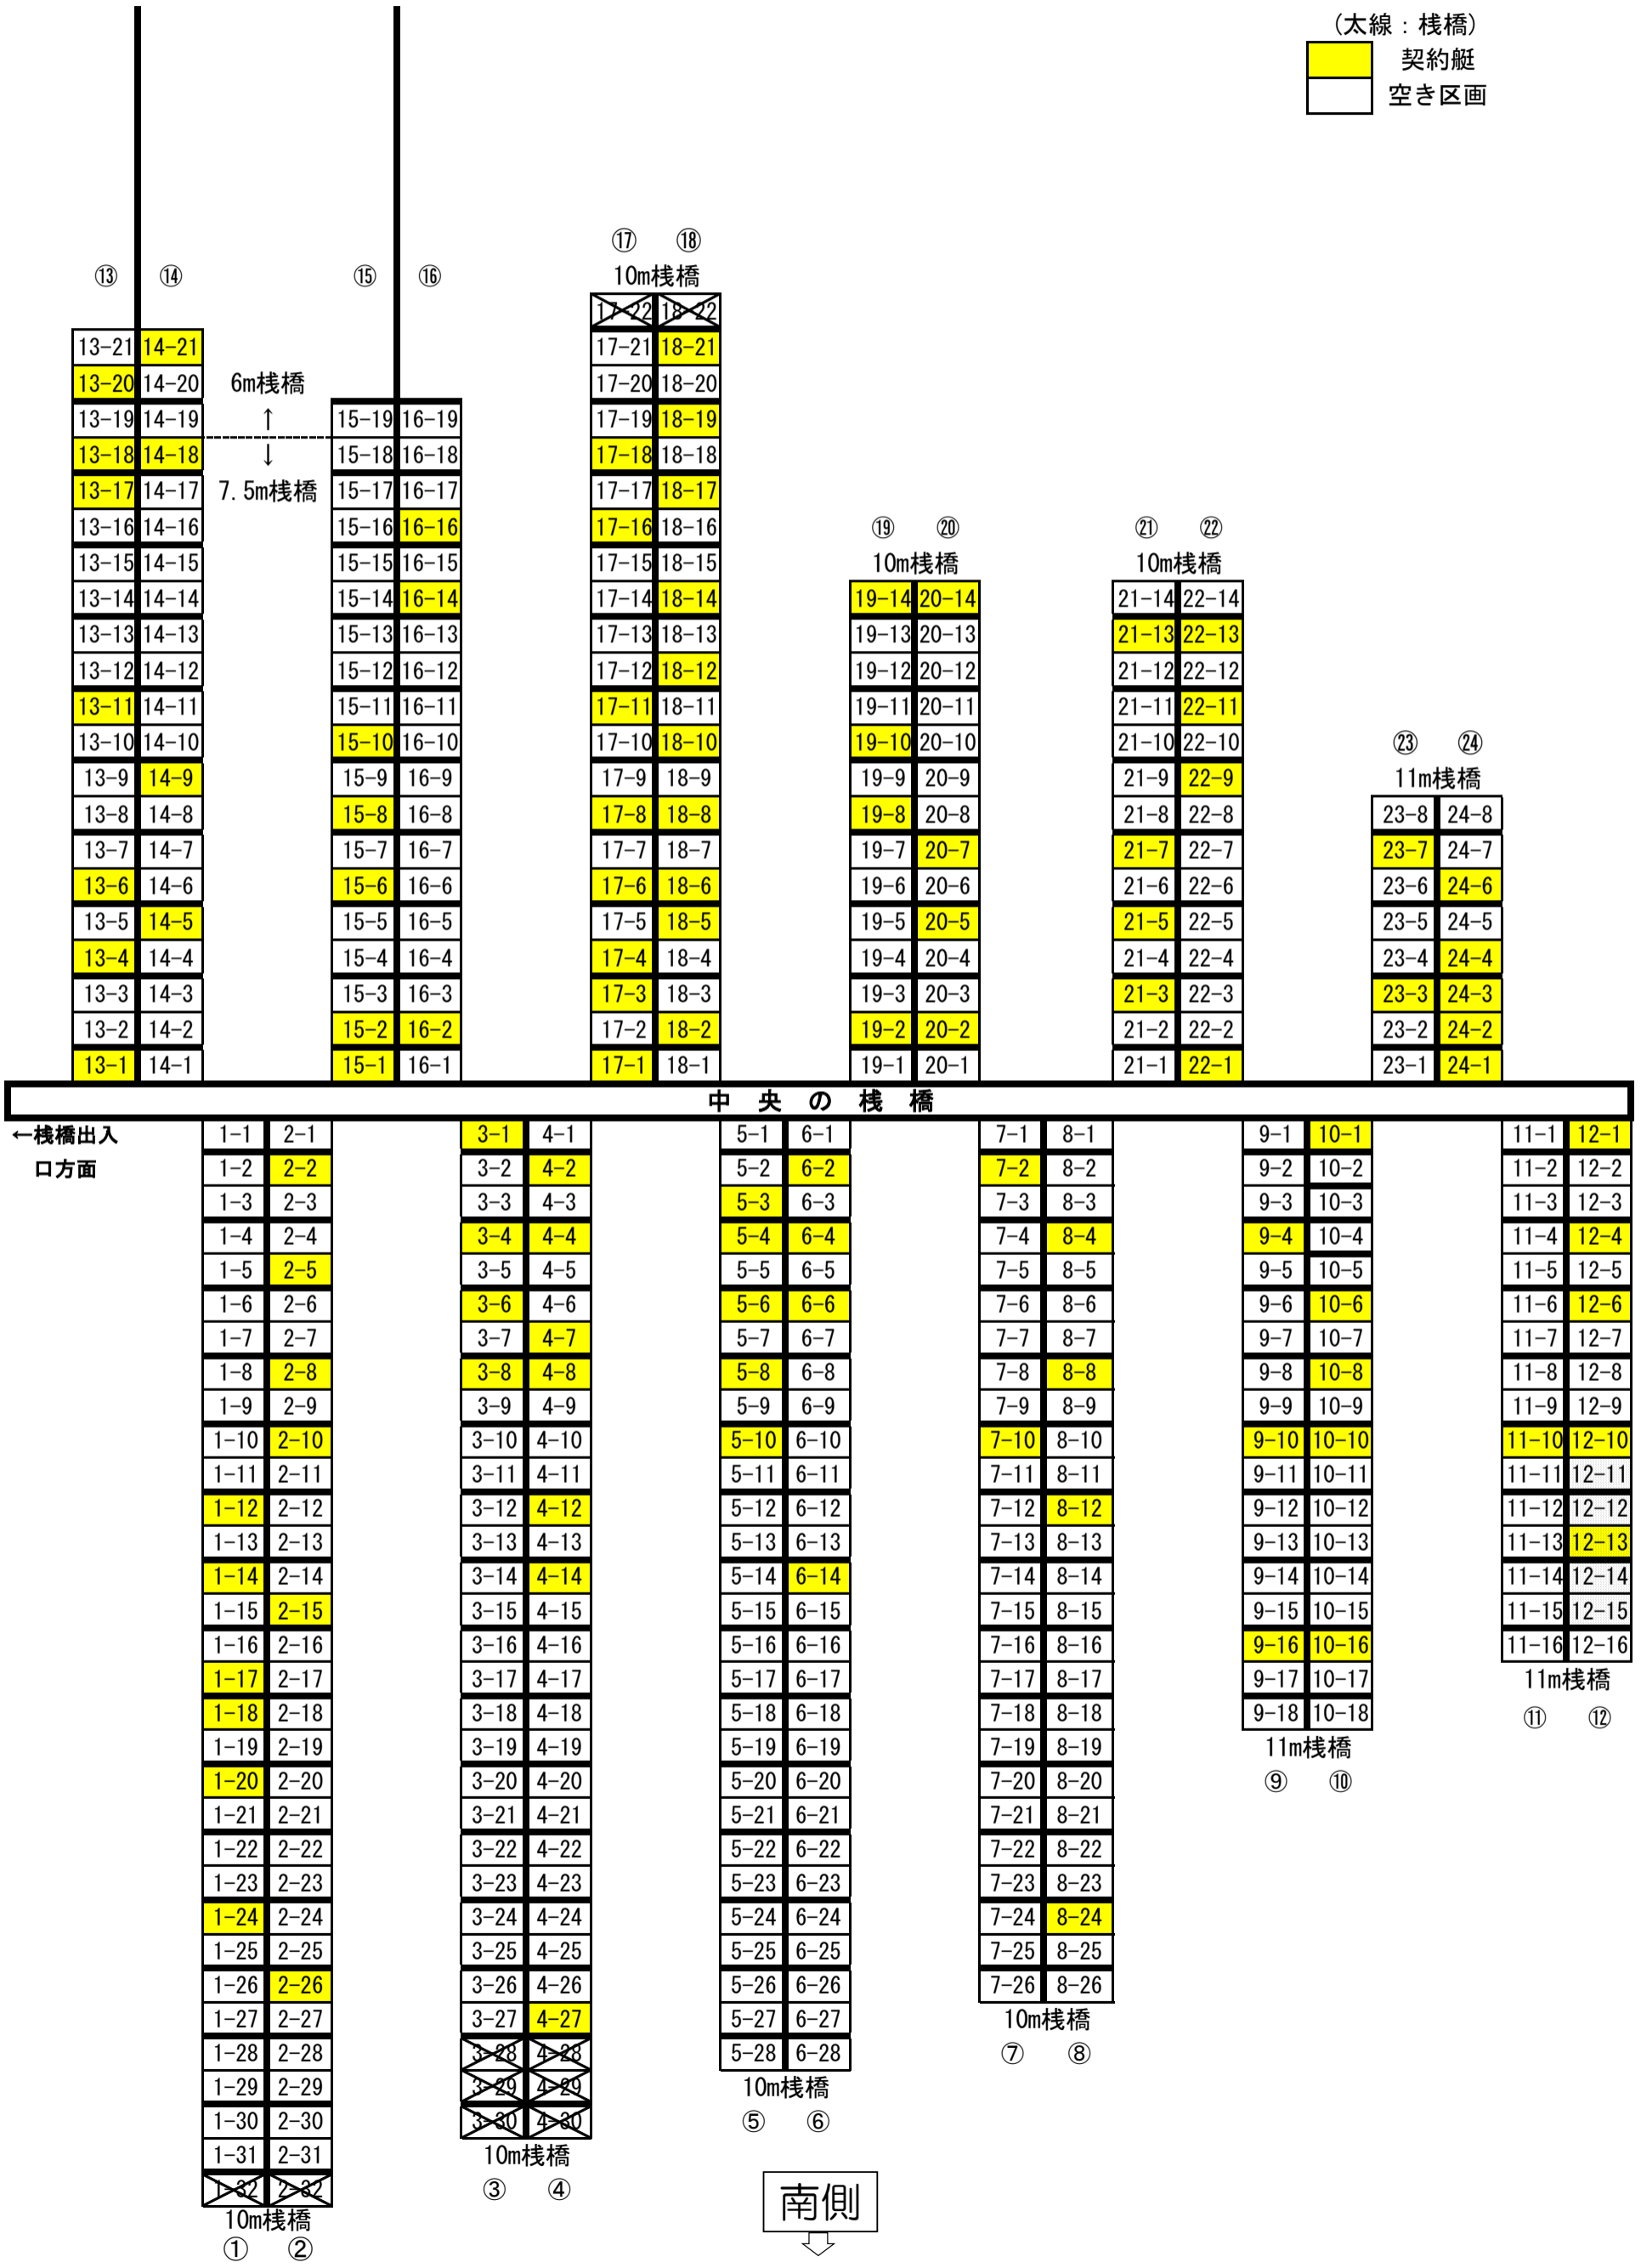 (太線：桟橋)
契約艇
空き区画
⑰ ⑱
⑬ ⑭ ⑮ ⑯ 10m桟橋
17-22 18-22
13-21 14-21 17-21 18-21
13-20 14-20 6m桟橋 17-20 18-20
13-19 14-19 ↑ 15-19 16-19 17-19 18-19
13-18 14-18 ↓ 15-18 16-18 17-18 18-18
13-17 14-17 7.5m桟橋 15-17 16-17 17-17 18-17
13-16 14-16 15-16 16-16 17-16 18-16 ⑲ ⑳ ㉑ ㉒
13-15 14-15 15-15 16-15 17-15 18-15 10m桟橋 10m桟橋
13-14 14-14 15-14 16-14 17-14 18-14 19-14 20-14 21-14 22-14
13-13 14-13 15-13 16-13 17-13 18-13 19-13 20-13 21-13 22-13
13-12 14-12 15-12 16-12 17-12 18-12 19-12 20-12 21-12 22-12
13-11 14-11 15-11 16-11 17-11 18-11 19-11 20-11 21-11 22-11
13-10 14-10 15-10 16-10 17-10 18-10 19-10 20-10 21-10 22-10 ㉓ ㉔
13-9 14-9 15-9 16-9 17-9 18-9 19-9 20-9 21-9 22-9 11m桟橋
13-8 14-8 15-8 16-8 17-8 18-8 19-8 20-8 21-8 22-8 23-8 24-8
13-7 14-7 15-7 16-7 17-7 18-7 19-7 20-7 21-7 22-7 23-7 24-7
13-6 14-6 15-6 16-6 17-6 18-6 19-6 20-6 21-6 22-6 23-6 24-6
13-5 14-5 15-5 16-5 17-5 18-5 19-5 20-5 21-5 22-5 23-5 24-5
13-4 14-4 15-4 16-4 17-4 18-4 19-4 20-4 21-4 22-4 23-4 24-4
13-3 14-3 15-3 16-3 17-3 18-3 19-3 20-3 21-3 22-3 23-3 24-3
13-2 14-2 15-2 16-2 17-2 18-2 19-2 20-2 21-2 22-2 23-2 24-2
13-1 14-1 15-1 16-1 17-1 18-1 19-1 20-1 21-1 22-1 23-1 24-1
中央の桟橋
←桟橋出入 1-1 2-1 3-1 4-1 5-1 6-1 7-1 8-1 9-1 10-1 11-1 12-1
口方面 1-2 2-2 3-2 4-2 5-2 6-2 7-2 8-2 9-2 10-2 11-2 12-2
1-3 2-3 3-3 4-3 5-3 6-3 7-3 8-3 9-3 10-3 11-3 12-3
1-4 2-4 3-4 4-4 5-4 6-4 7-4 8-4 9-4 10-4 11-4 12-4
1-5 2-5 3-5 4-5 5-5 6-5 7-5 8-5 9-5 10-5 11-5 12-5
1-6 2-6 3-6 4-6 5-6 6-6 7-6 8-6 9-6 10-6 11-6 12-6
1-7 2-7 3-7 4-7 5-7 6-7 7-7 8-7 9-7 10-7 11-7 12-7
1-8 2-8 3-8 4-8 5-8 6-8 7-8 8-8 9-8 10-8 11-8 12-8
1-9 2-9 3-9 4-9 5-9 6-9 7-9 8-9 9-9 10-9 11-9 12-9
1-10 2-10 3-10 4-10 5-10 6-10 7-10 8-10 9-10 10-10 11-10 12-10
1-11 2-11 3-11 4-11 5-11 6-11 7-11 8-11 9-11 10-11 11-11 12-11
1-12 2-12 3-12 4-12 5-12 6-12 7-12 8-12 9-12 10-12 11-12 12-12
1-13 2-13 3-13 4-13 5-13 6-13 7-13 8-13 9-13 10-13 11-13 12-13
1-14 2-14 3-14 4-14 5-14 6-14 7-14 8-14 9-14 10-14 11-14 12-14
1-15 2-15 3-15 4-15 5-15 6-15 7-15 8-15 9-15 10-15 11-15 12-15
1-16 2-16 3-16 4-16 5-16 6-16 7-16 8-16 9-16 10-16 11-16 12-16
1-17 2-17 3-17 4-17 5-17 6-17 7-17 8-17 9-17 10-17 11m桟橋
1-18 2-18 3-18 4-18 5-18 6-18 7-18 8-18 9-18 10-18 ⑪ ⑫
1-19 2-19 3-19 4-19 5-19 6-19 7-19 8-19 11m桟橋
1-20 2-20 3-20 4-20 5-20 6-20 7-20 8-20 ⑨ ⑩
1-21 2-21 3-21 4-21 5-21 6-21 7-21 8-21
1-22 2-22 3-22 4-22 5-22 6-22 7-22 8-22
1-23 2-23 3-23 4-23 5-23 6-23 7-23 8-23
1-24 2-24 3-24 4-24 5-24 6-24 7-24 8-24
1-25 2-25 3-25 4-25 5-25 6-25 7-25 8-25
1-26 2-26 3-26 4-26 5-26 6-26 7-26 8-26
1-27 2-27 3-27 4-27 5-27 6-27 10m桟橋
1-28 2-28 3-28 4-28 5-28 6-28 ⑦ ⑧
1-29 2-29 3-29 4-29 10m桟橋
1-30 2-30 3-30 4-30 ⑤ ⑥
1-31 2-31 10m桟橋
1-32 2-32 ③ ④ 南側
10m桟橋
① ②